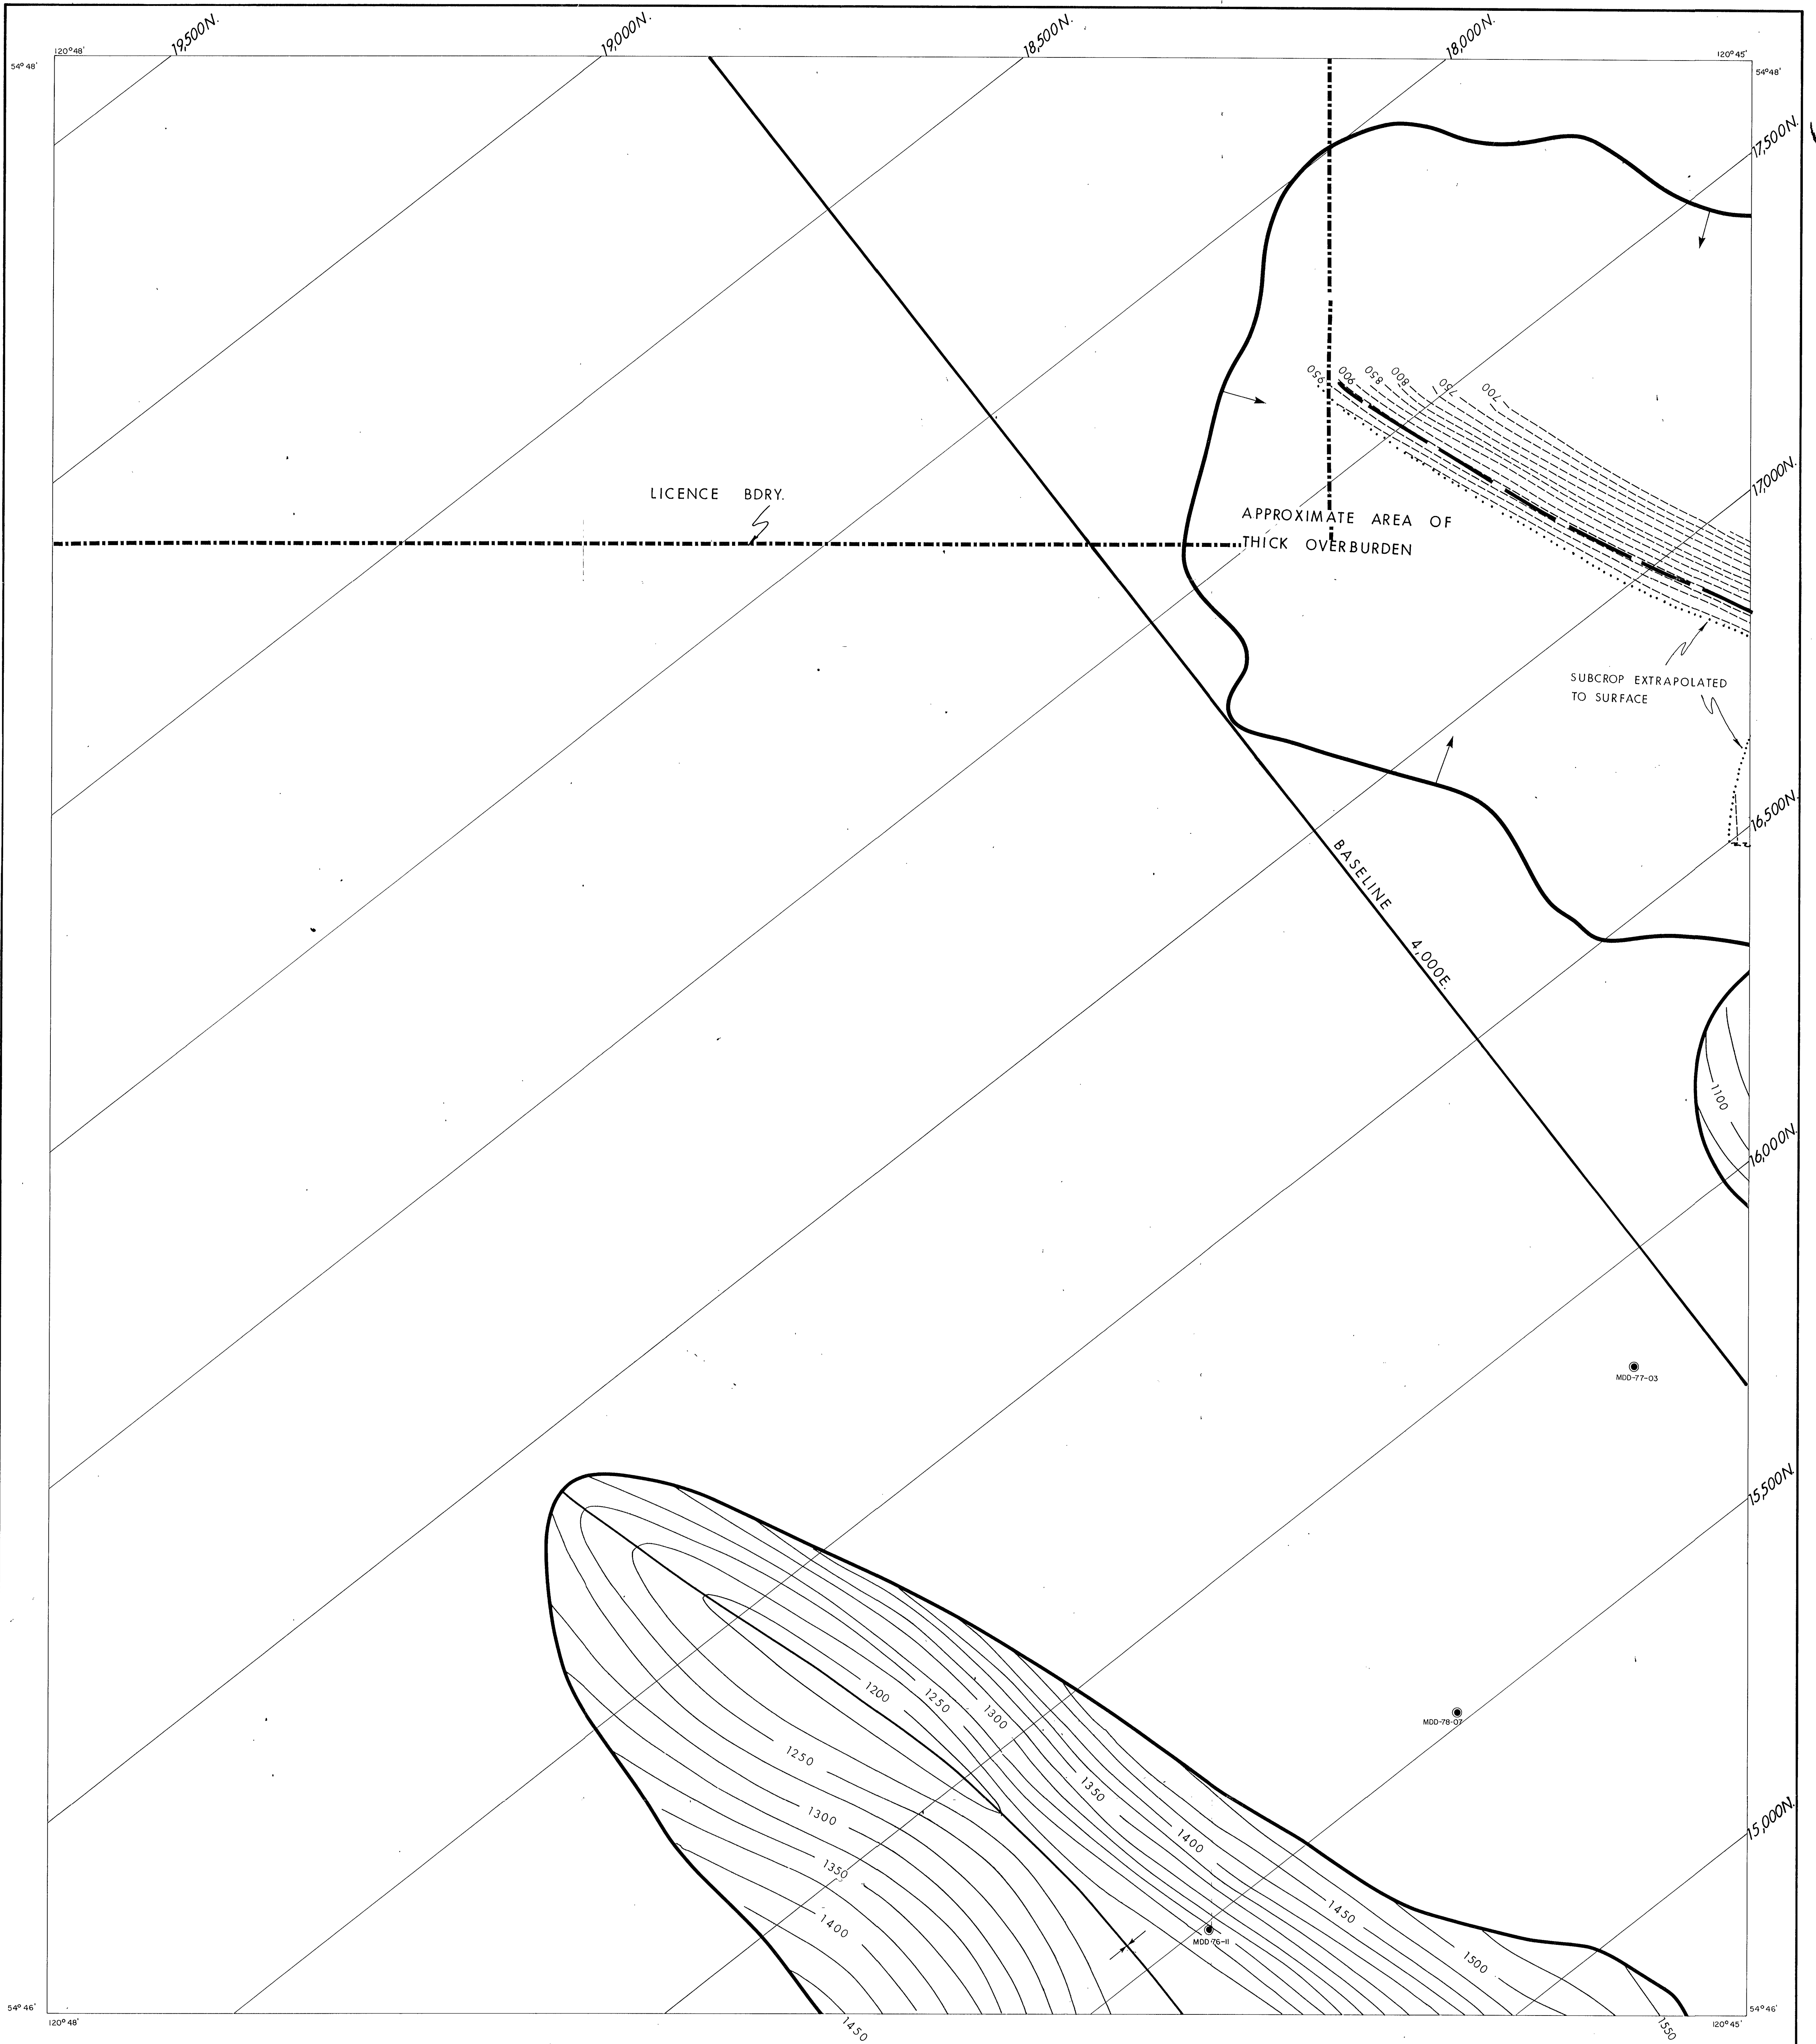 19,500N.
19,000N.
18,500N.
18,000N.
120° 48'
120° 45'
54° 48'
54° 48'
17,500N.
950
900
850
800
750
700
17,000N.
LICENCE BDRY.
APPROXIMATE AREA OF
THICK OVERBURDEN
SUBCROP EXTRAPOLATED
TO SURFACE
16,500N.
BASELINE 4,000E.
1100
16,000N.
MDD-77-03
15,500N.
1200
1250
1300
MDD-78-07
1250
1350
1300
15,000N.
1400
1350
1450
1400
MDD-76-11
1500
54° 46'
54° 46'
120° 48'
120° 45'
1450
1550